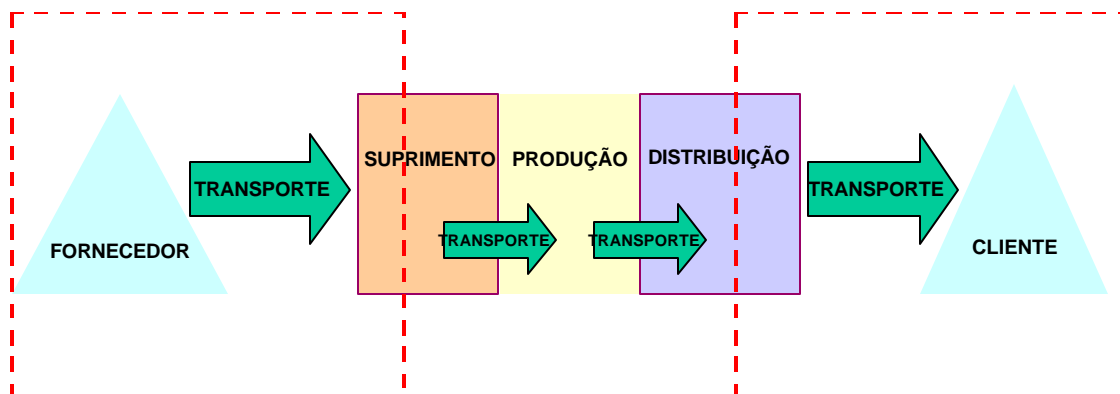 SUPRIMENTO
PRODUÇÃO
DISTRIBUIÇÃO
TRANSPORTE
TRANSPORTE
TRANSPORTE
TRANSPORTE
FORNECEDOR
CLIENTE